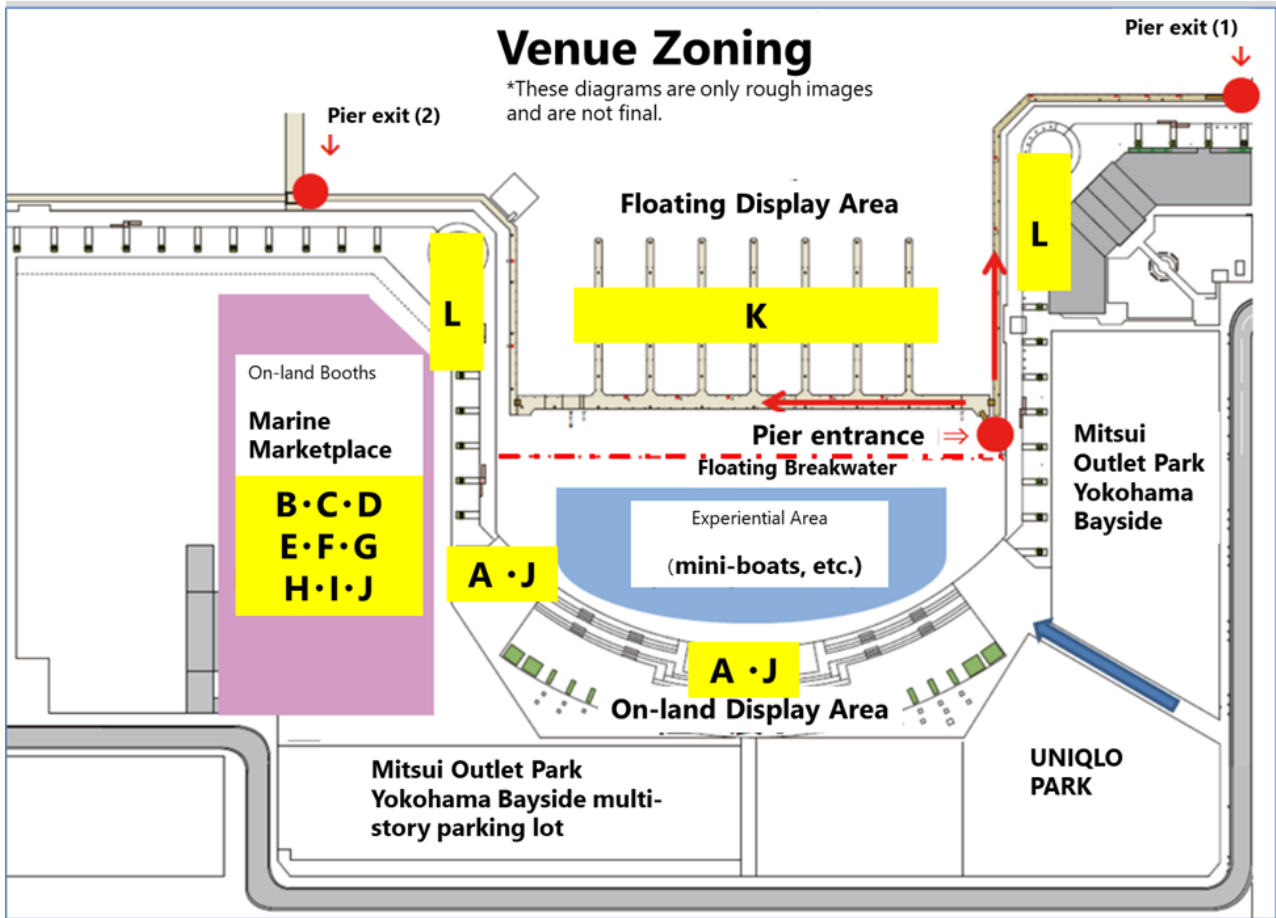 Venue Zoning
*These diagrams are only rough images
and are not final.
Pier exit (1)
↓
Pier exit (2)
↓
Floating Display Area
L
L
K
On-land Booths
Marine
Marketplace
B・C・D
E・F・G
H・I・J
Pier entrance ⇒
Floating Breakwater
Experiential Area
(mini-boats, etc.)
Mitsui
Outlet Park
Yokohama
Bayside
A・J
A・J
On-land Display Area
Mitsui Outlet Park
Yokohama Bayside multi-
story parking lot
UNIQLO
PARK